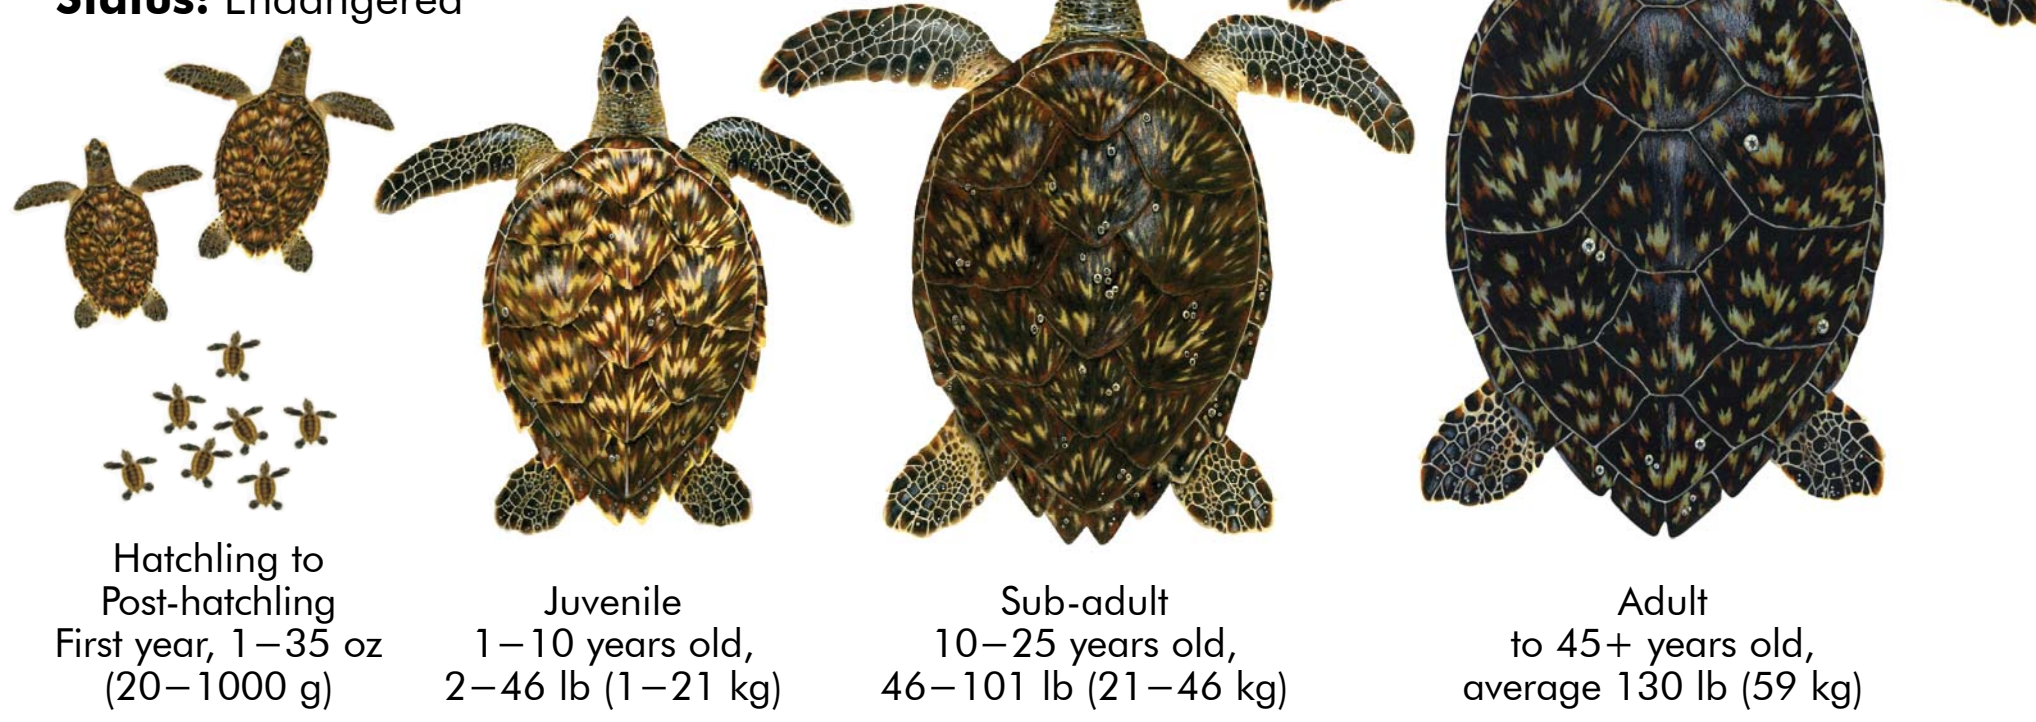 Status: Endangered
Hatchling to
Post-hatchling
First year, 1–35 oz
(20–1000 g)
Juvenile
1–10 years old,
2–46 lb (1–21 kg)
Sub-adult
10–25 years old,
46–101 lb (21–46 kg)
Adult
to 45+ years old,
average 130 lb (59 kg)